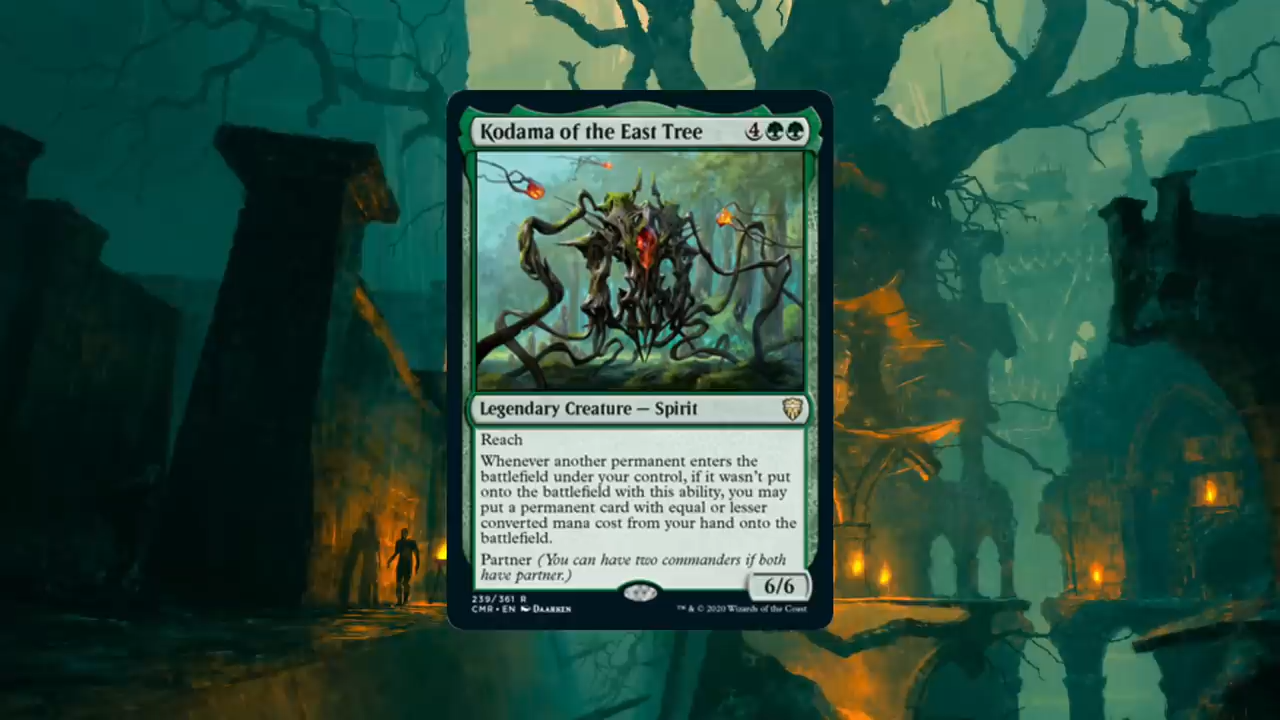 Kodama of the East Tree 4
Legendary Creature — Spirit
Reach
Whenever another permanent enters the
battlefield under your control, if it wasn't put
onto the battlefield with this ability, you may
put a permanent card with equal or lesser
converted mana cost from your hand onto the
battlefield.
Partner (You can have two commanders if both
have partner.)
6/6
239/361 R
CMR • EN DAARKEN
™ & © 2020 Wizards of the Coast